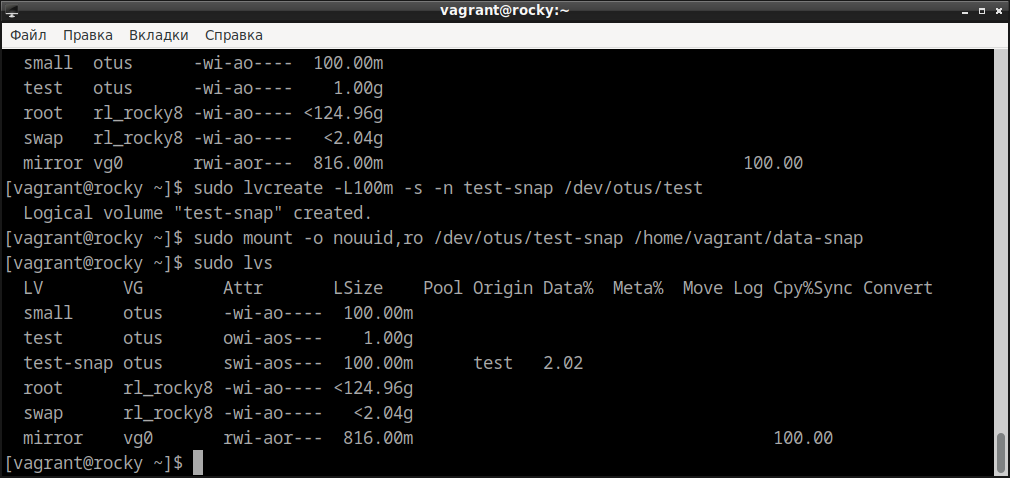 vagrant@rocky:~
Файл Правка Вкладки Справка
  small  otus      -wi-ao----  100.00m
  test   otus      -wi-ao----    1.00g
  root   rl_rocky8 -wi-ao---- <124.96g
  swap   rl_rocky8 -wi-ao----   <2.04g
  mirror vg0       rwi-aor---  816.00m                                    100.00
[vagrant@rocky ~]$ sudo lvcreate -L100m -s -n test-snap /dev/otus/test
  Logical volume "test-snap" created.
[vagrant@rocky ~]$ sudo mount -o nouuid,ro /dev/otus/test-snap /home/vagrant/data-snap
[vagrant@rocky ~]$ sudo lvs
  LV        VG        Attr       LSize    Pool Origin Data%  Meta%  Move Log Cpy%Sync Convert
  small     otus      -wi-ao----  100.00m
  test      otus      owi-aos---    1.00g
  test-snap otus      swi-aos---  100.00m      test   2.02
  root      rl_rocky8 -wi-ao---- <124.96g
  swap      rl_rocky8 -wi-ao----   <2.04g
  mirror    vg0       rwi-aor---  816.00m                                    100.00
[vagrant@rocky ~]$